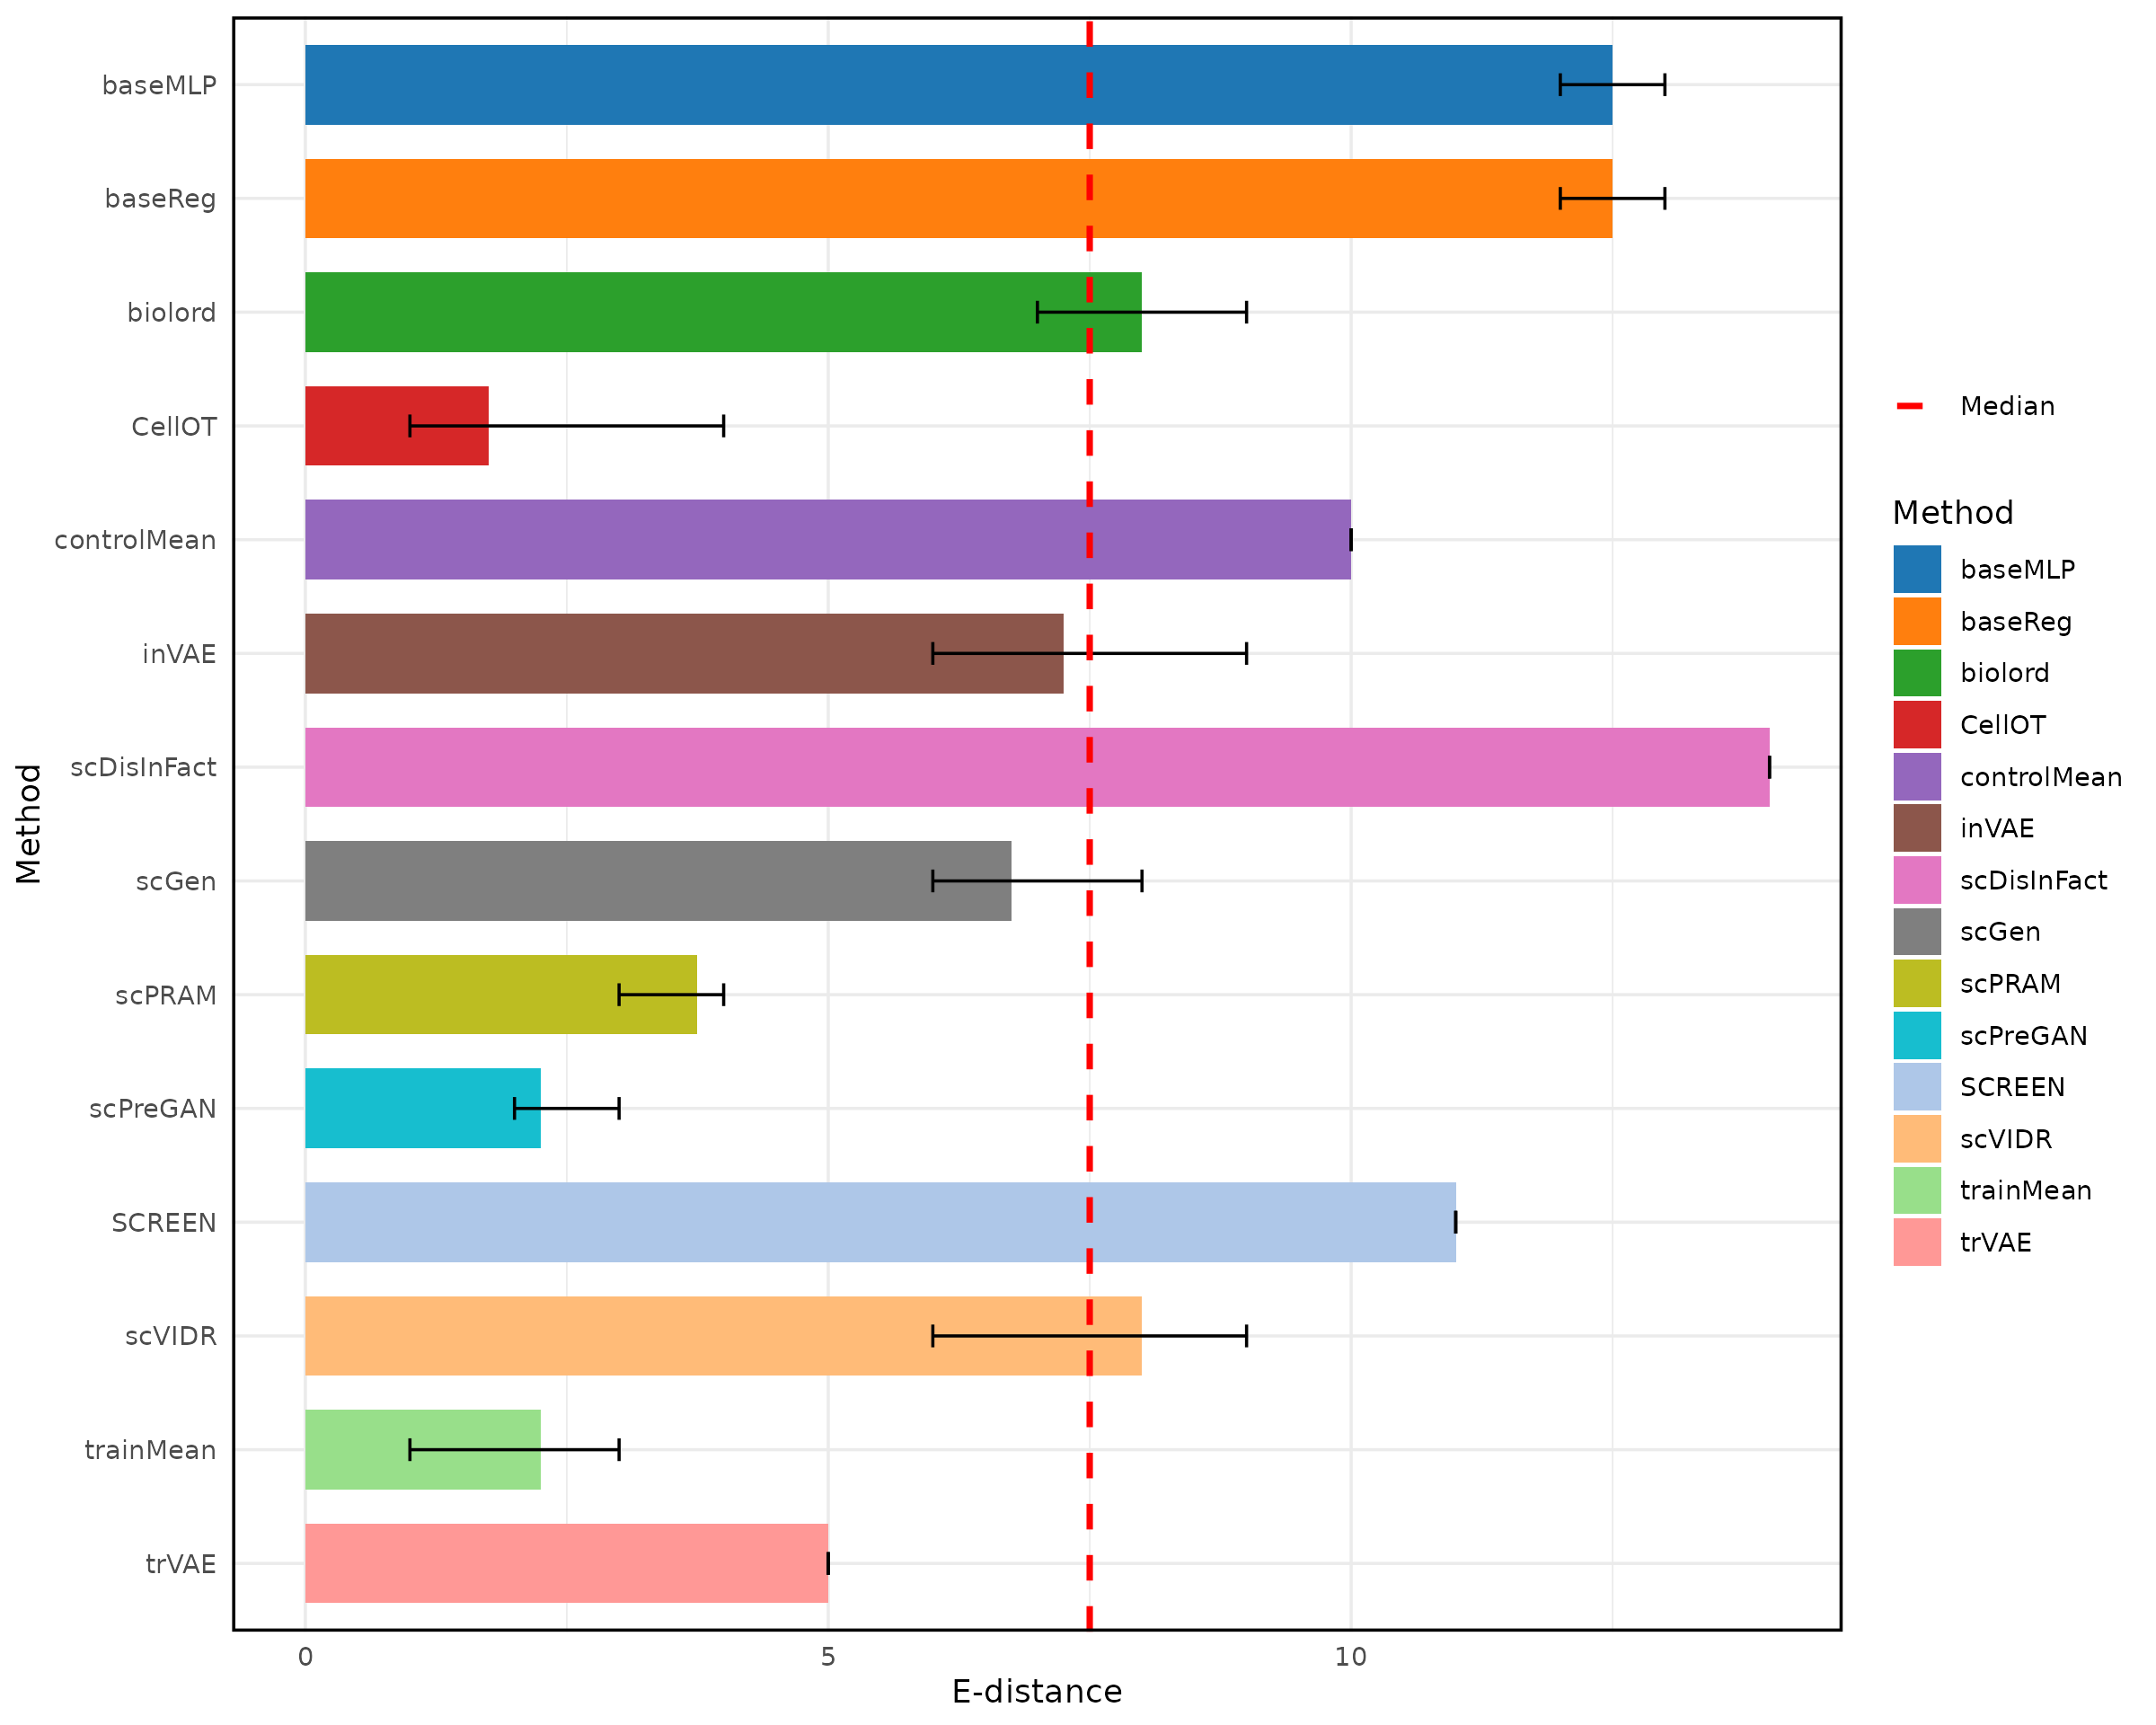 Method
baseMLP
baseReg
biolord
CellOT
controlMean
inVAE
scDisInFact
scGen
scPRAM
scPreGAN
SCREEN
scVIDR
trainMean
trVAE
0 5 10
E-distance
Median
Method
baseMLP
baseReg
biolord
CellOT
controlMean
inVAE
scDisInFact
scGen
scPRAM
scPreGAN
SCREEN
scVIDR
trainMean
trVAE